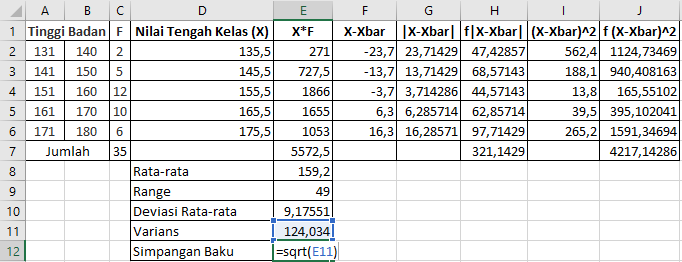 A B C D E F G H I J
1 Tinggi Badan F Nilai Tengah Kelas (X) X*F X-Xbar |X-Xbar| f|X-Xbar| (X-Xbar)^2 f (X-Xbar)^2
2 131 140 2 135,5 271 -23,7 23,71429 47,42857 562,4 1124,73469
3 141 150 5 145,5 727,5 -13,7 13,71429 68,57143 188,1 940,408163
4 151 160 12 155,5 1866 -3,7 3,714286 44,57143 13,8 165,55102
5 161 170 10 165,5 1655 6,3 6,285714 62,85714 39,5 395,102041
6 171 180 6 175,5 1053 16,3 16,28571 97,71429 265,2 1591,34694
7 Jumlah 35 5572,5 321,1429 4217,14286
8 Rata-rata 159,2
9 Range 49
10 Deviasi Rata-rata 9,17551
11 Varians 124,034
12 Simpangan Baku =sqrt(E11)